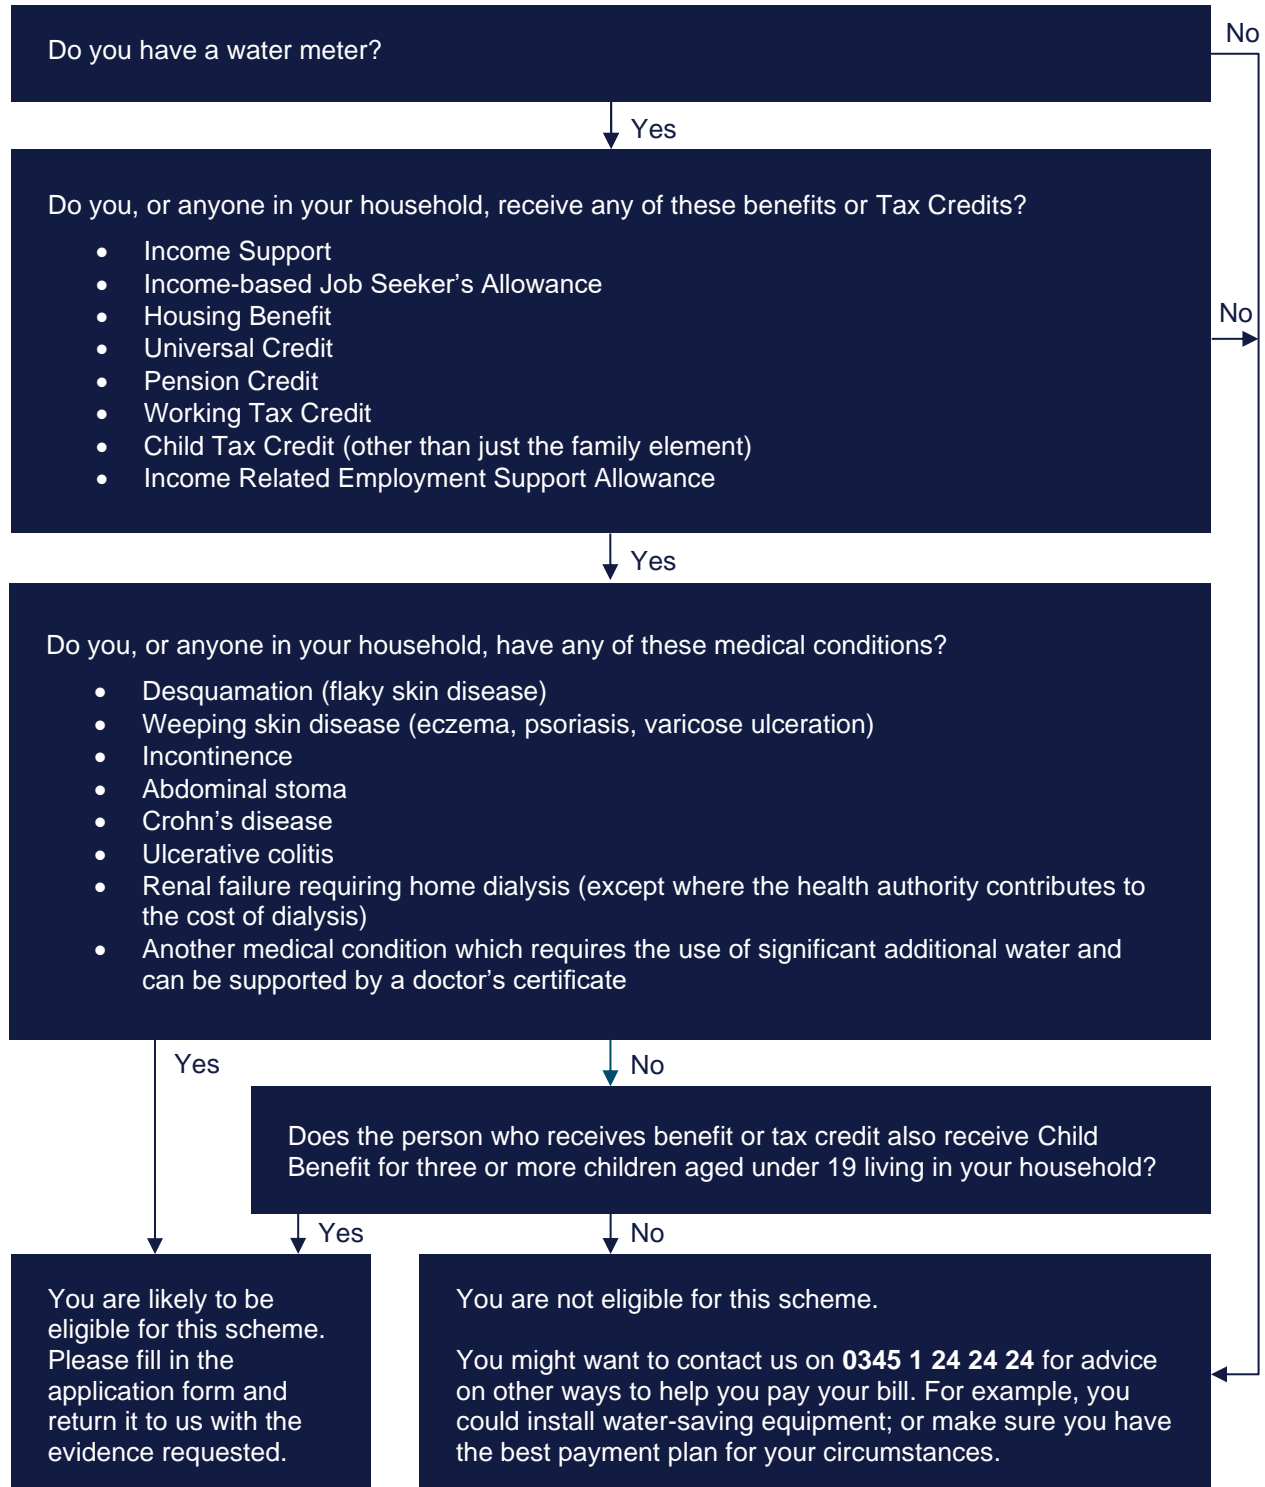 Do you have a water meter?
No
Yes
Do you, or anyone in your household, receive any of these benefits or Tax Credits?
• Income Support
• Income-based Job Seeker’s Allowance
• Housing Benefit
• Universal Credit
• Pension Credit
• Working Tax Credit
• Child Tax Credit (other than just the family element)
• Income Related Employment Support Allowance
No
Yes
Do you, or anyone in your household, have any of these medical conditions?
• Desquamation (flaky skin disease)
• Weeping skin disease (eczema, psoriasis, varicose ulceration)
• Incontinence
• Abdominal stoma
• Crohn’s disease
• Ulcerative colitis
• Renal failure requiring home dialysis (except where the health authority contributes to
the cost of dialysis)
• Another medical condition which requires the use of significant additional water and
can be supported by a doctor’s certificate
Yes
No
Does the person who receives benefit or tax credit also receive Child
Benefit for three or more children aged under 19 living in your household?
Yes
No
You are likely to be
eligible for this scheme.
Please fill in the
application form and
return it to us with the
evidence requested.
You are not eligible for this scheme.
You might want to contact us on 0345 1 24 24 24 for advice
on other ways to help you pay your bill. For example, you
could install water-saving equipment; or make sure you have
the best payment plan for your circumstances.